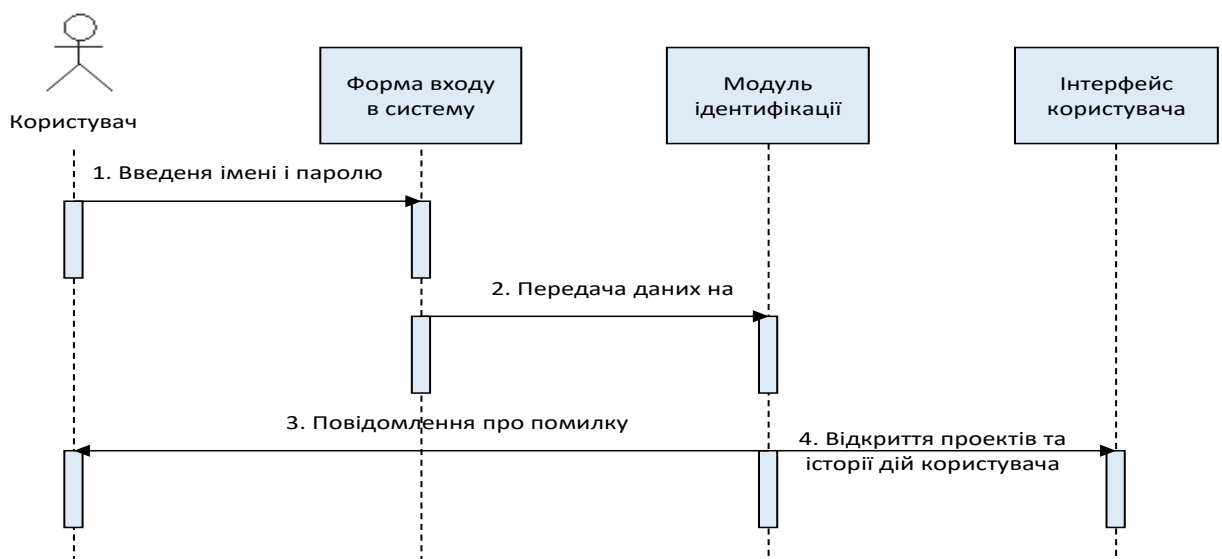 Користувач
Форма входу
в систему
Модуль
ідентифікації
Інтерфейс
користувача
1. Введеня імені і паролю
2. Передача даних на
3. Повідомлення про помилку
4. Відкриття проектів та
історії дій користувача